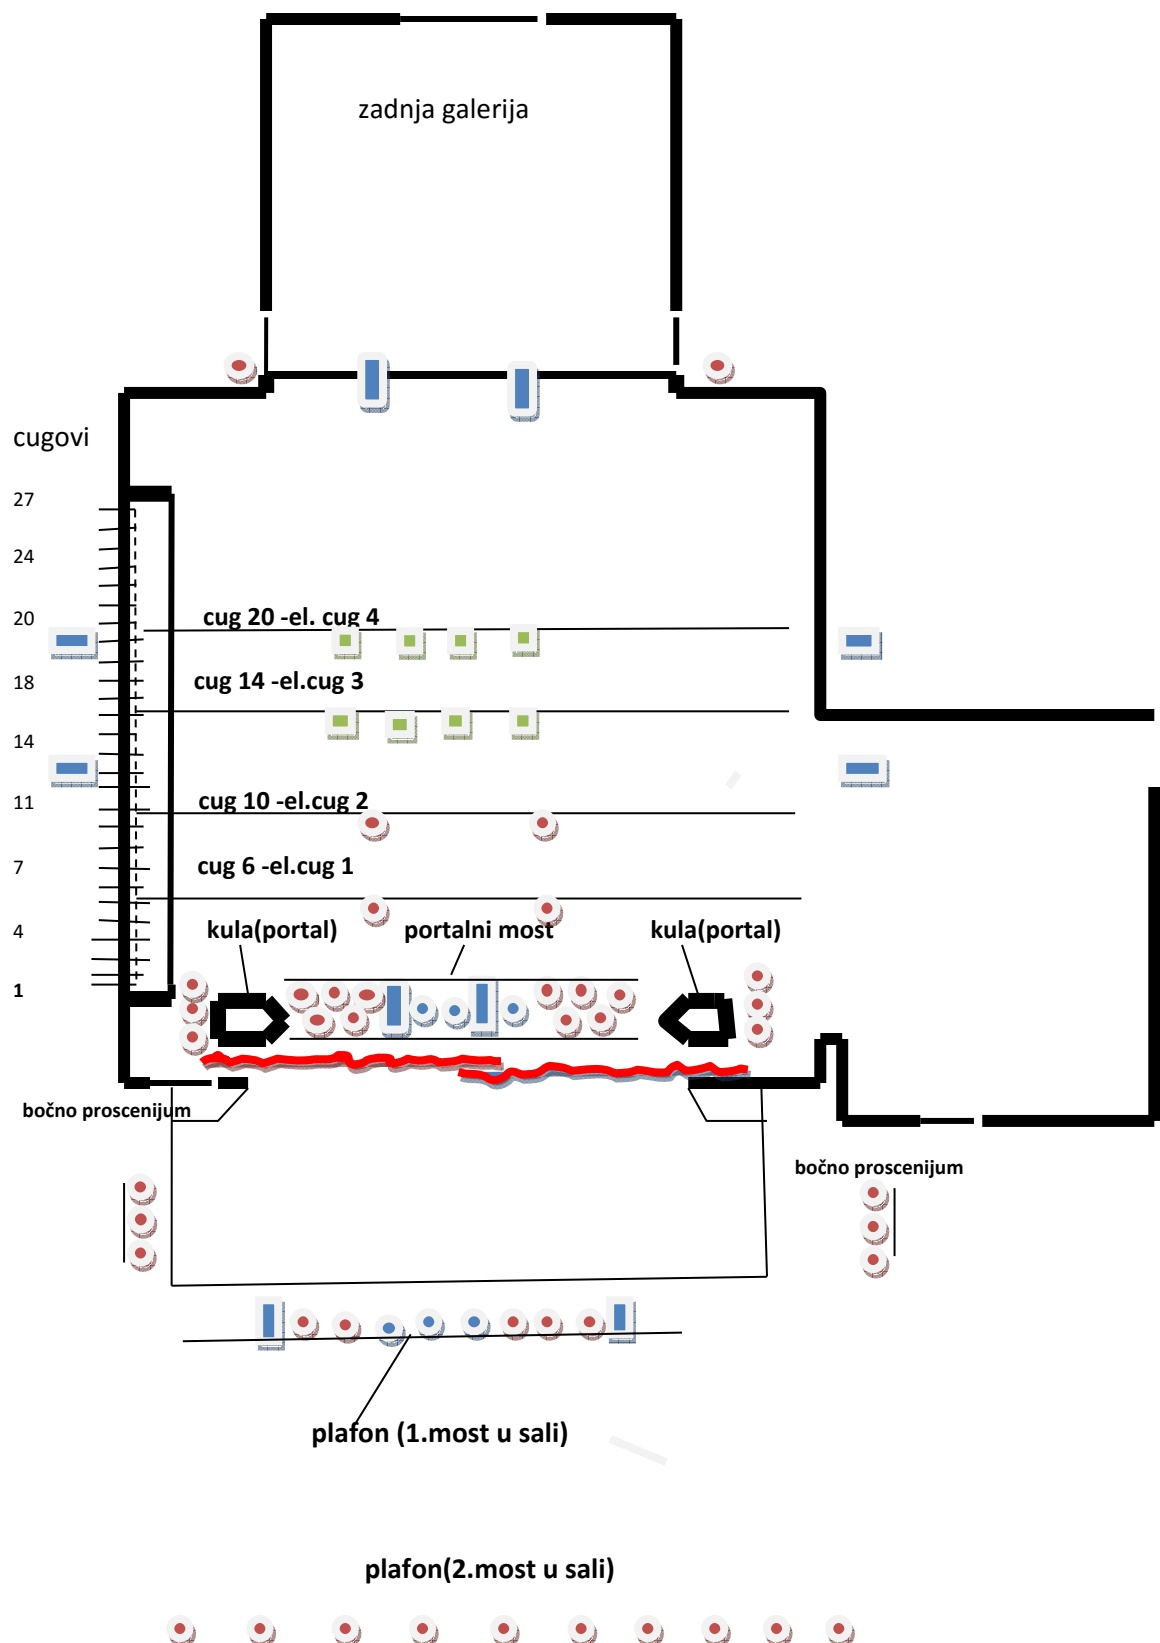 zadnja galerija
cugovi
27
24
20
cug 20 -el. cug 4
18
cug 14 -el.cug 3
14
11
cug 10 -el.cug 2
7
cug 6 -el.cug 1
4
kula(portal)
portalni most
kula(portal)
1
bočno proscenijum
bočno proscenijum
plafon (1.most u sali)
plafon(2.most u sali)